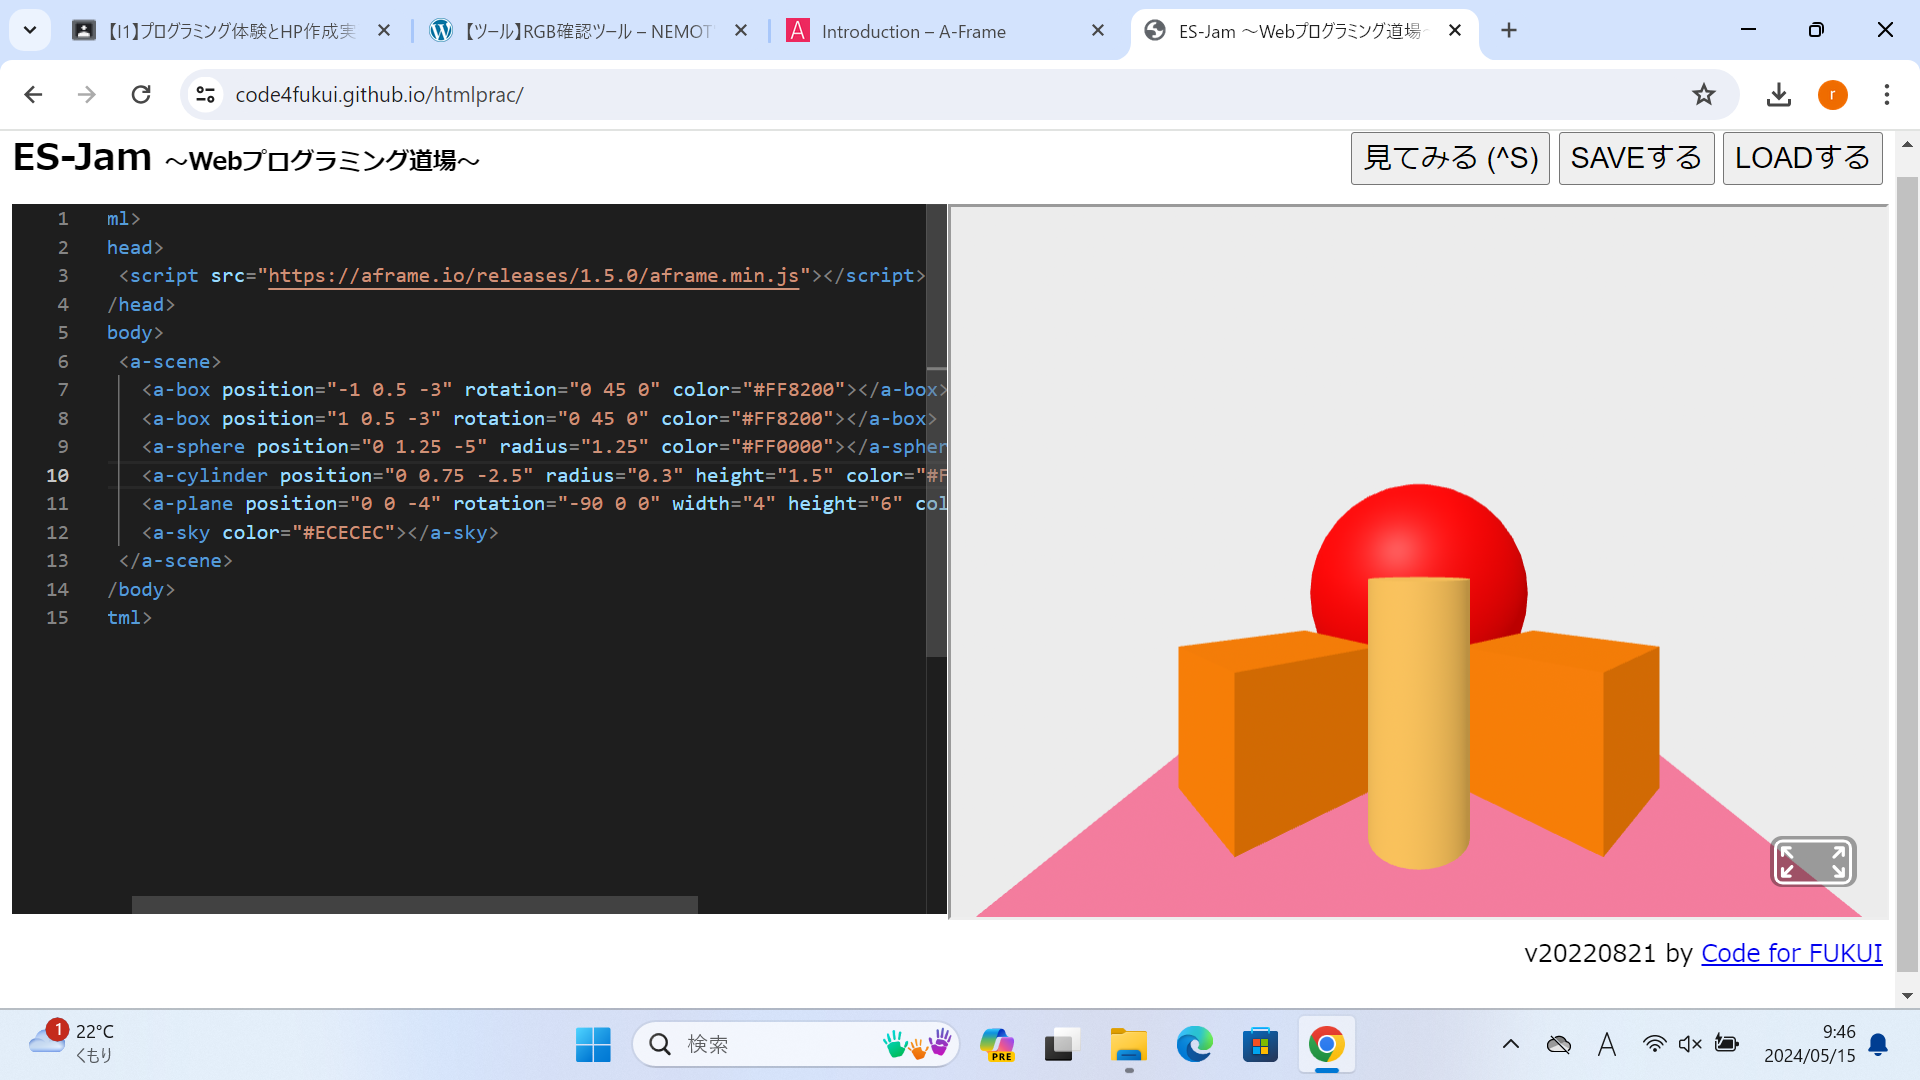 【I1】プログラミング体験とHP作成実
【ツール】RGB確認ツール – NEMOT
Introduction – A-Frame
ES-Jam ～Webプログラミング道場
code4fukui.github.io/htmlprac/
r
ES-Jam ～Webプログラミング道場～
見てみる (^S)
SAVEする
LOADする
1 ml>
2 head>
3 <script src="https://aframe.io/releases/1.5.0/aframe.min.js"></script>
4 /head>
5 body>
6 <a-scene>
7 <a-box position="-1 0.5 -3" rotation="0 45 0" color="#FF8200"></a-box>
8 <a-box position="1 0.5 -3" rotation="0 45 0" color="#FF8200"></a-box>
9 <a-sphere position="0 1.25 -5" radius="1.25" color="#FF0000"></a-spher
10 <a-cylinder position="0 0.75 -2.5" radius="0.3" height="1.5" color="#F
11 <a-plane position="0 0 -4" rotation="-90 0 0" width="4" height="6" col
12 <a-sky color="#ECECEC"></a-sky>
13 </a-scene>
14 /body>
15 tml>
v20220821 by Code for FUKUI
1
22°C
くもり
検索
PRE
A
9:46
2024/05/15